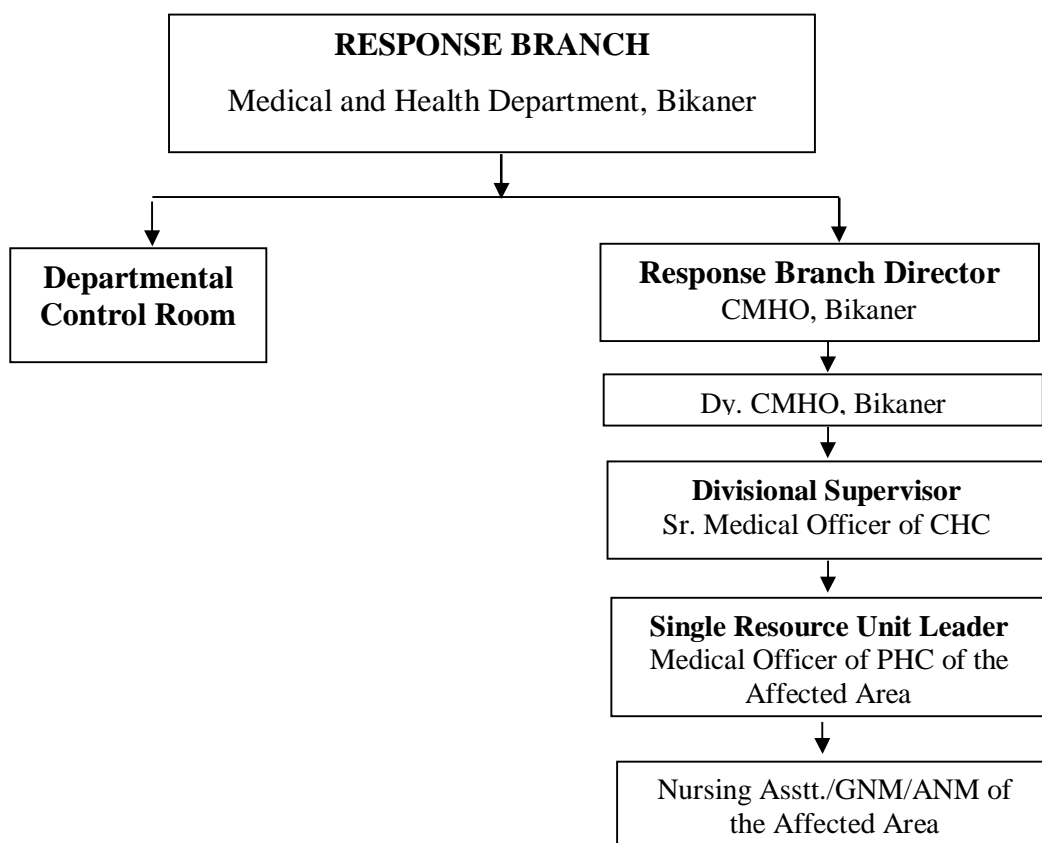 RESPONSE BRANCH
Medical and Health Department, Bikaner
Departmental
Control Room
Response Branch Director
CMHO, Bikaner
Dy. CMHO, Bikaner
Divisional Supervisor
Sr. Medical Officer of CHC
Single Resource Unit Leader
Medical Officer of PHC of the
Affected Area
Nursing Asstt./GNM/ANM of
the Affected Area